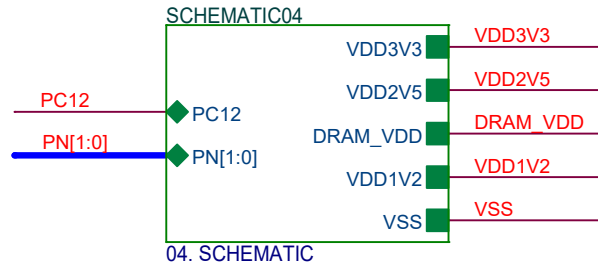 SCHEMATIC04
VDD3V3 VDD3V3
VDD2V5 VDD2V5
PC12 PC12
DRAM_VDD DRAM_VDD
PN[1:0] PN[1:0]
VDD1V2 VDD1V2
VSS VSS
04. SCHEMATIC